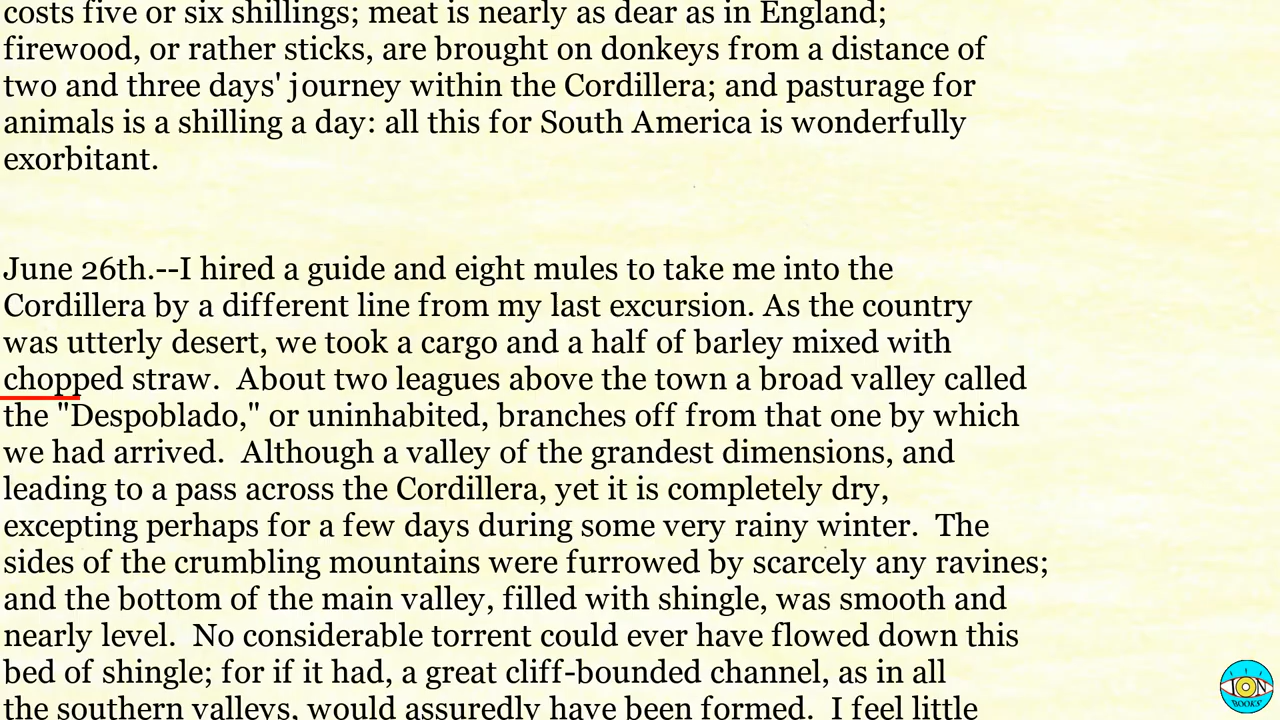 costs five or six shillings; meat is nearly as dear as in England;
firewood, or rather sticks, are brought on donkeys from a distance of
two and three days' journey within the Cordillera; and pasturage for
animals is a shilling a day: all this for South America is wonderfully
exorbitant.
June 26th.--I hired a guide and eight mules to take me into the
Cordillera by a different line from my last excursion. As the country
was utterly desert, we took a cargo and a half of barley mixed with
chopped straw.  About two leagues above the town a broad valley called
the "Despoblado," or uninhabited, branches off from that one by which
we had arrived.  Although a valley of the grandest dimensions, and
leading to a pass across the Cordillera, yet it is completely dry,
excepting perhaps for a few days during some very rainy winter.  The
sides of the crumbling mountains were furrowed by scarcely any ravines;
and the bottom of the main valley, filled with shingle, was smooth and
nearly level.  No considerable torrent could ever have flowed down this
bed of shingle; for if it had, a great cliff-bounded channel, as in all
the southern valleys, would assuredly have been formed.  I feel little
ION
BOOKS